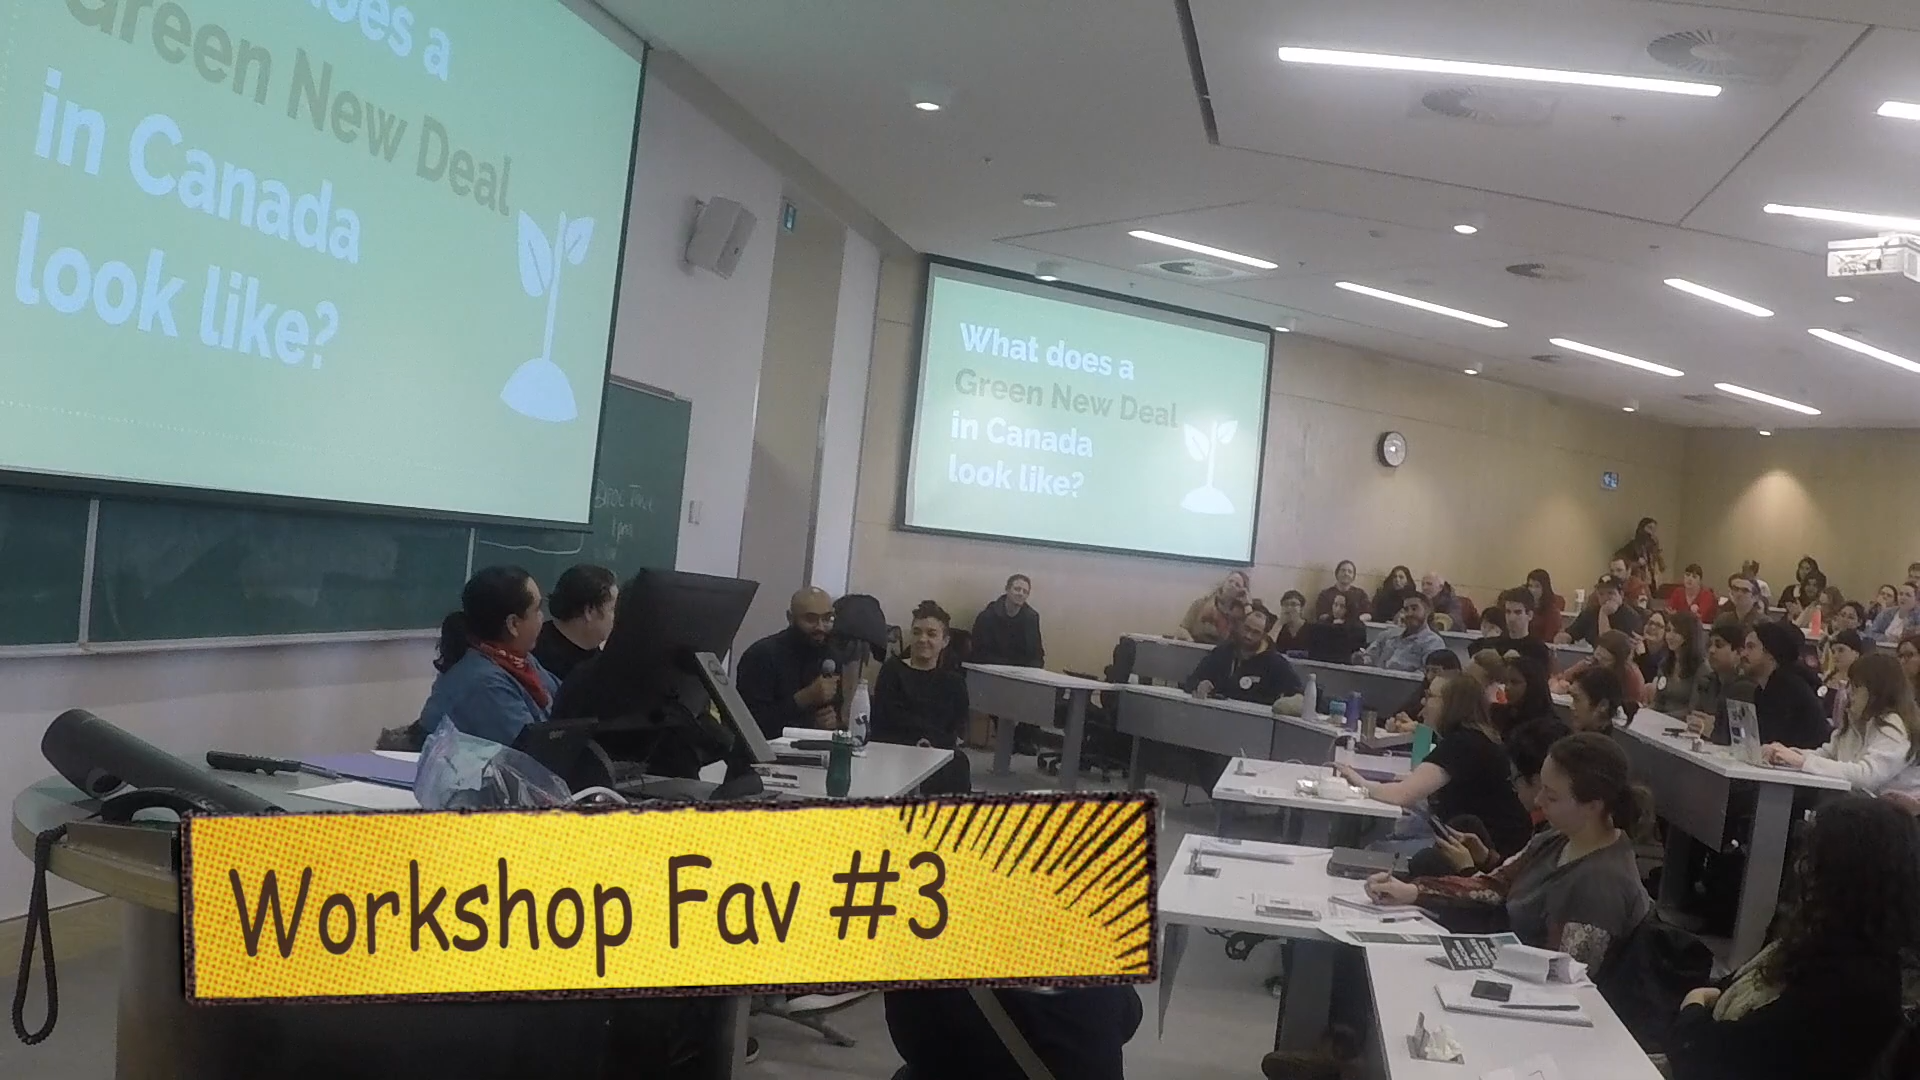 oes a
Green New Deal
in Canada
look like?
What does a
Green New Deal
in Canada
look like?
Workshop Fav #3